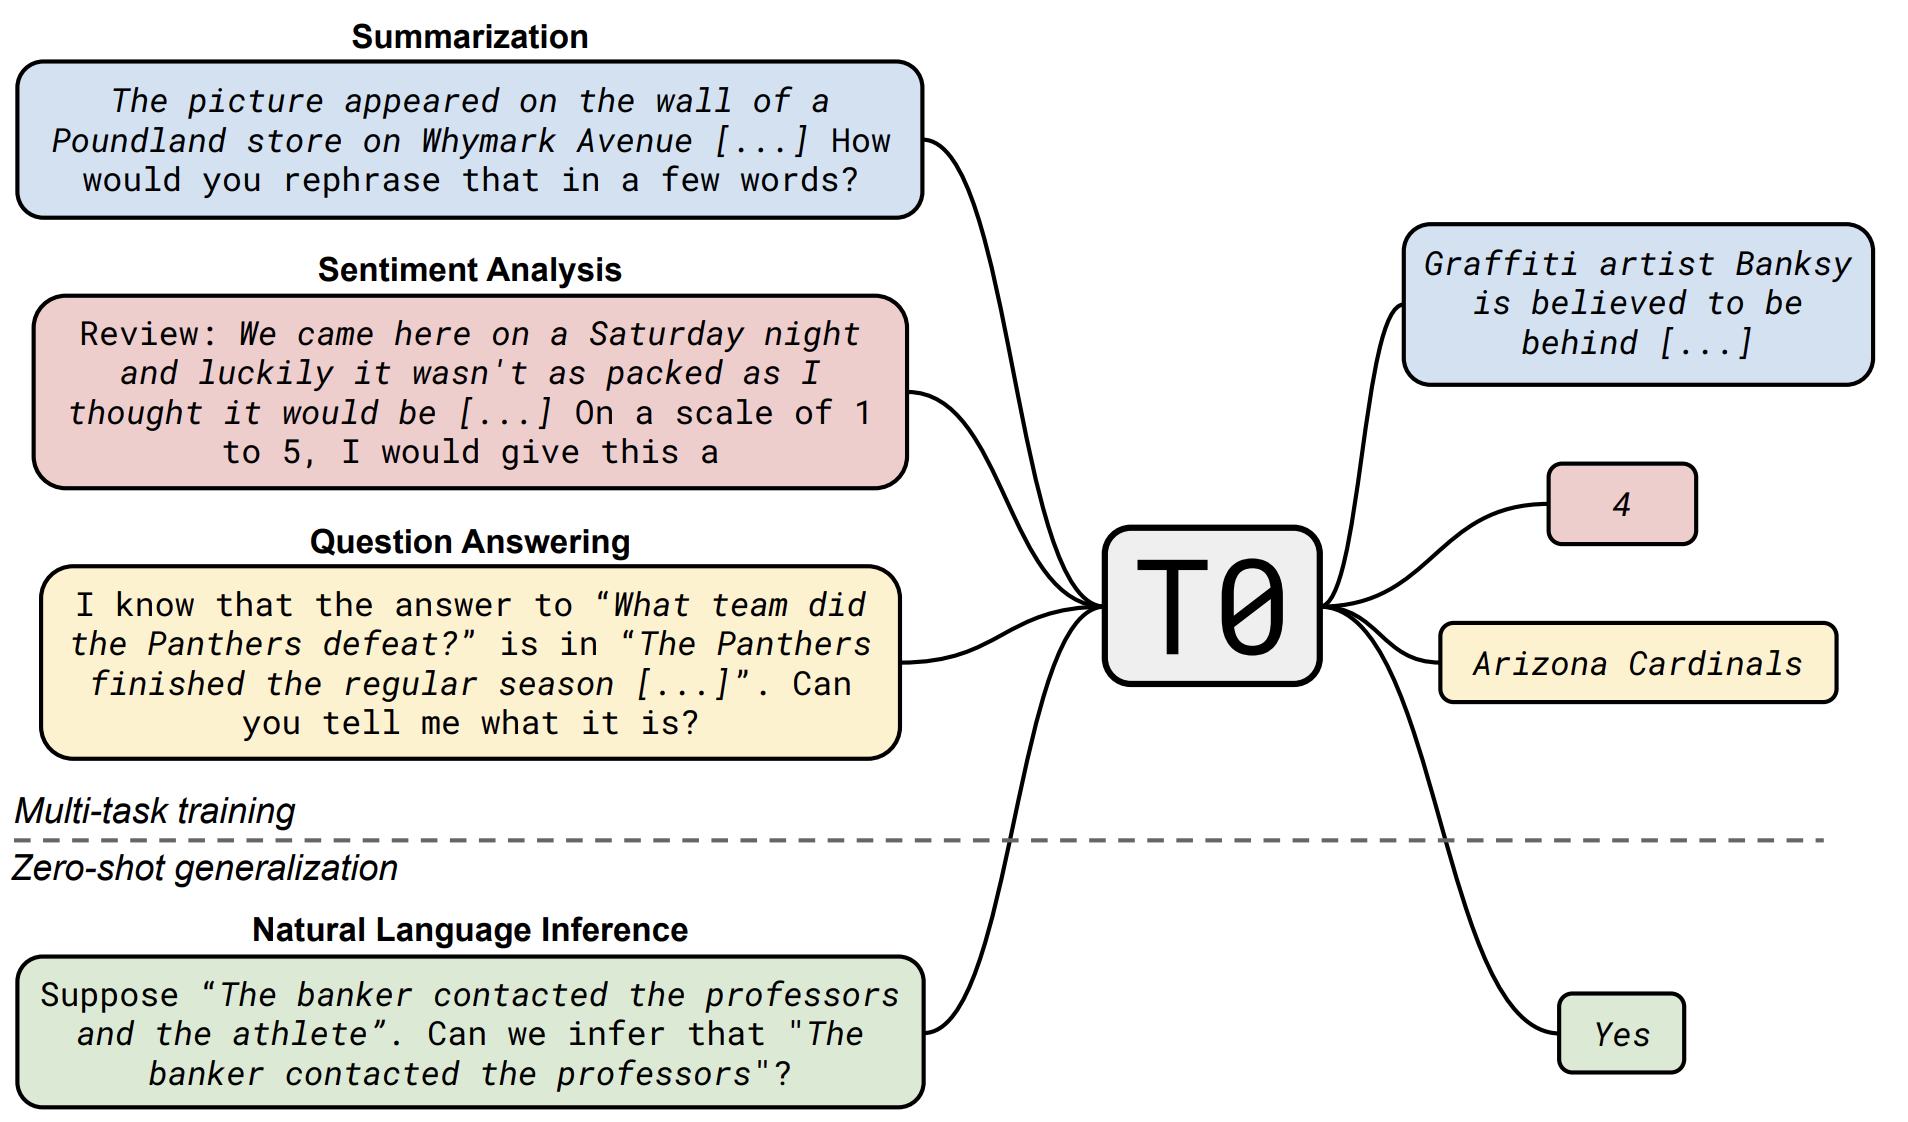 Summarization
The picture appeared on the wall of a
Poundland store on Whymark Avenue [...] How
would you rephrase that in a few words?
Sentiment Analysis
Review: We came here on a Saturday night
and luckily it wasn't as packed as I
thought it would be [...] On a scale of 1
to 5, I would give this a
Question Answering
I know that the answer to “What team did
the Panthers defeat?” is in “The Panthers
finished the regular season [...]”. Can
you tell me what it is?
Multi-task training
Zero-shot generalization
Natural Language Inference
Suppose “The banker contacted the professors
and the athlete”. Can we infer that "The
banker contacted the professors"?
T0
Graffiti artist Banksy
is believed to be
behind [...]
4
Arizona Cardinals
Yes